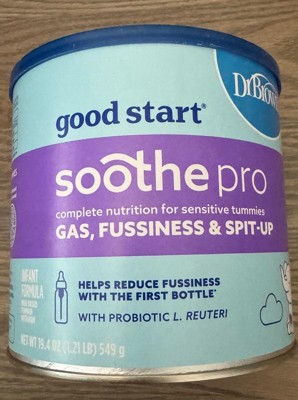 Dr Brown
good start®
soothe pro
complete nutrition for sensitive tummies
GAS, FUSSINESS & SPIT-UP
INFANT
FORMULA
HELPS REDUCE FUSSINESS
WITH THE FIRST BOTTLE*
WITH PROBIOTIC L. REUTERI
NET WT 19.4 OZ (1.21 LB) 549 g